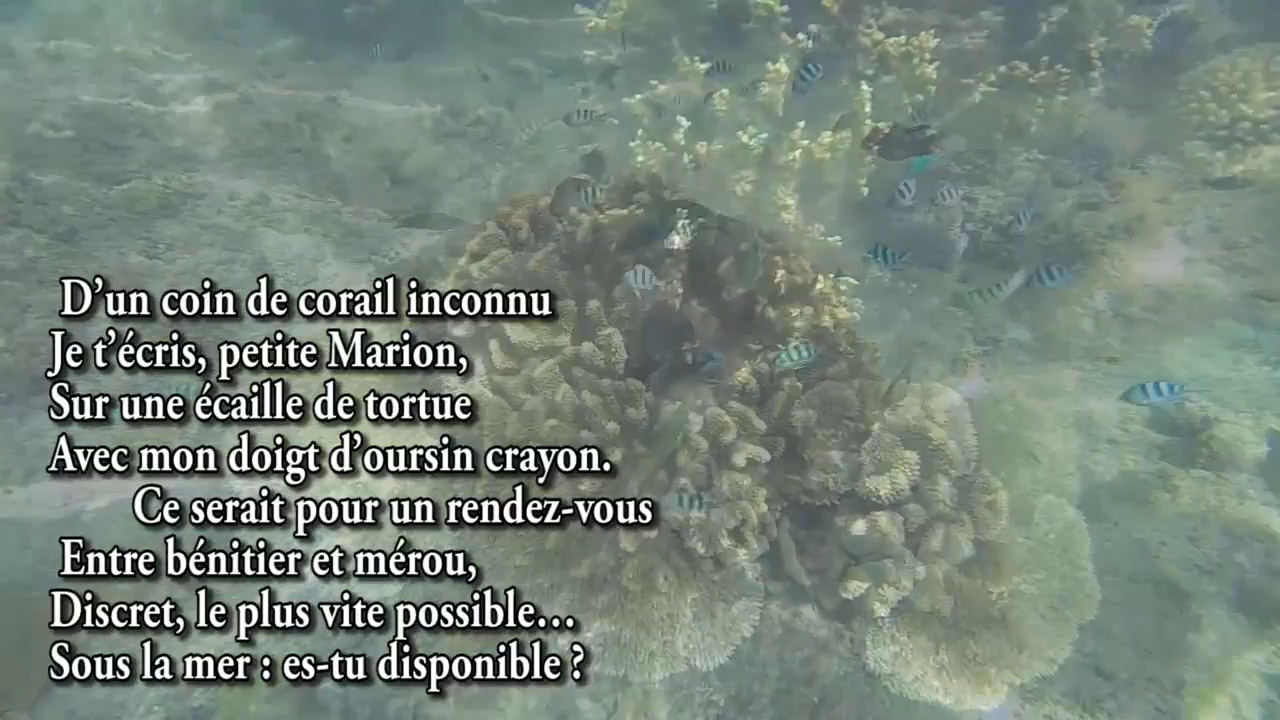 D’un coin de corail inconnu
Je t’écris, petite Marion,
Sur une écaille de tortue
Avec mon doigt d’oursin crayon.
Ce serait pour un rendez-vous
Entre bénitier et mérou,
Discret, le plus vite possible...
Sous la mer : es-tu disponible ?